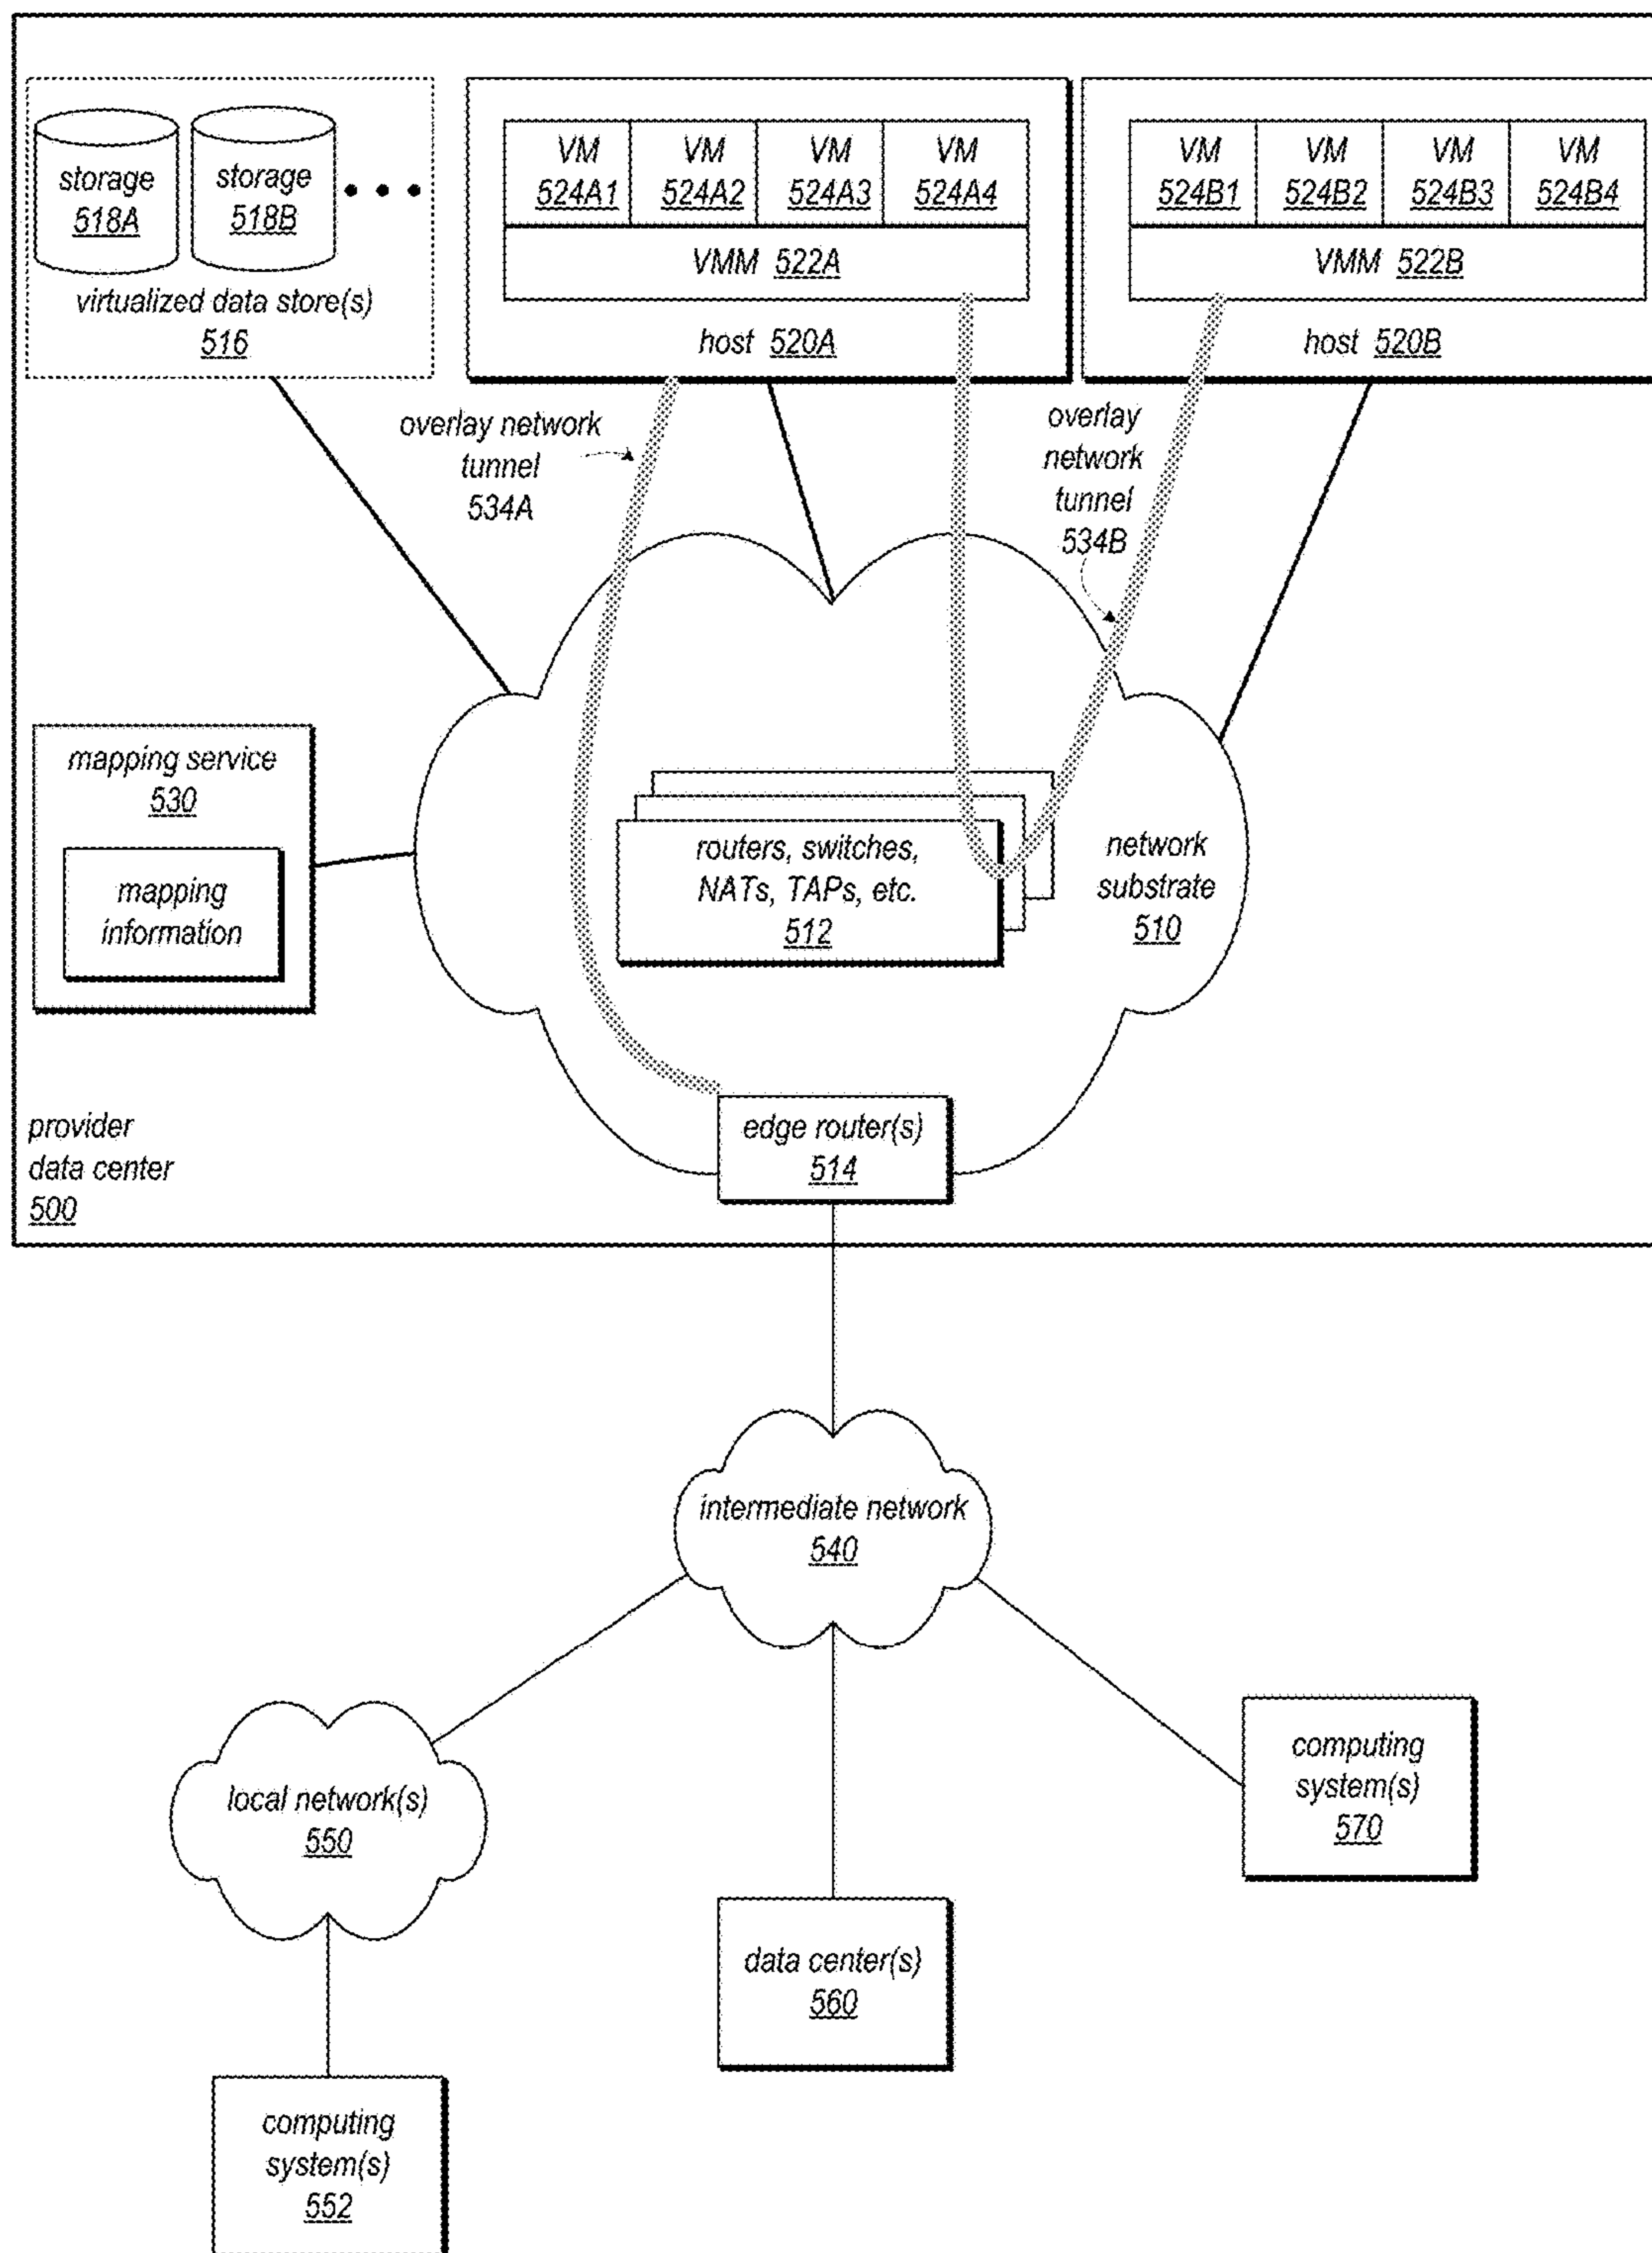 storage
518A
storage
518B
virtualized data store(s)
516
VM
524A1
VM
524A2
VM
524A3
VM
524A4
VMM 522A
host 520A
VM
524B1
VM
524B2
VM
524B3
VM
524B4
VMM 522B
host 520B
overlay network
tunnel
534A
overlay
network
tunnel
534B
mapping service
530
mapping
information
routers, switches,
NATs, TAPs, etc.
512
network
substrate
510
edge router(s)
514
provider
data center
500
intermediate network
540
local network(s)
550
computing
system(s)
570
data center(s)
560
computing
system(s)
552